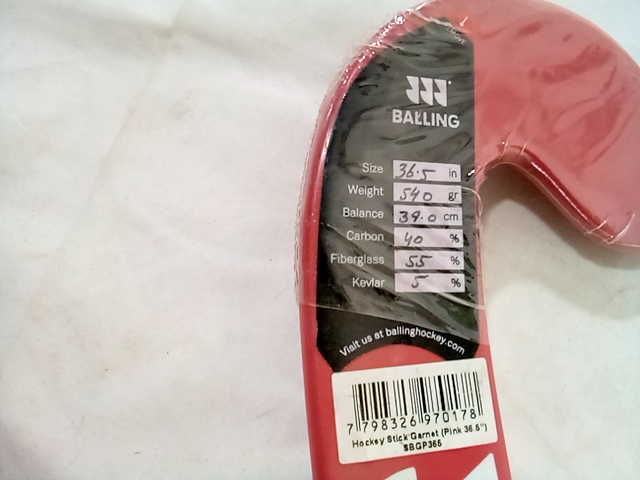 BALLING
Size 36.5 in
Weight 540 gr
Balance 39.0 cm
Carbon 40 %
Fiberglass 55 %
Kevlar 5 %
Visit us at ballinghockey.com
7 798326 970178
Hockey Stick Garnet (Pink 36.5")
SBGP365